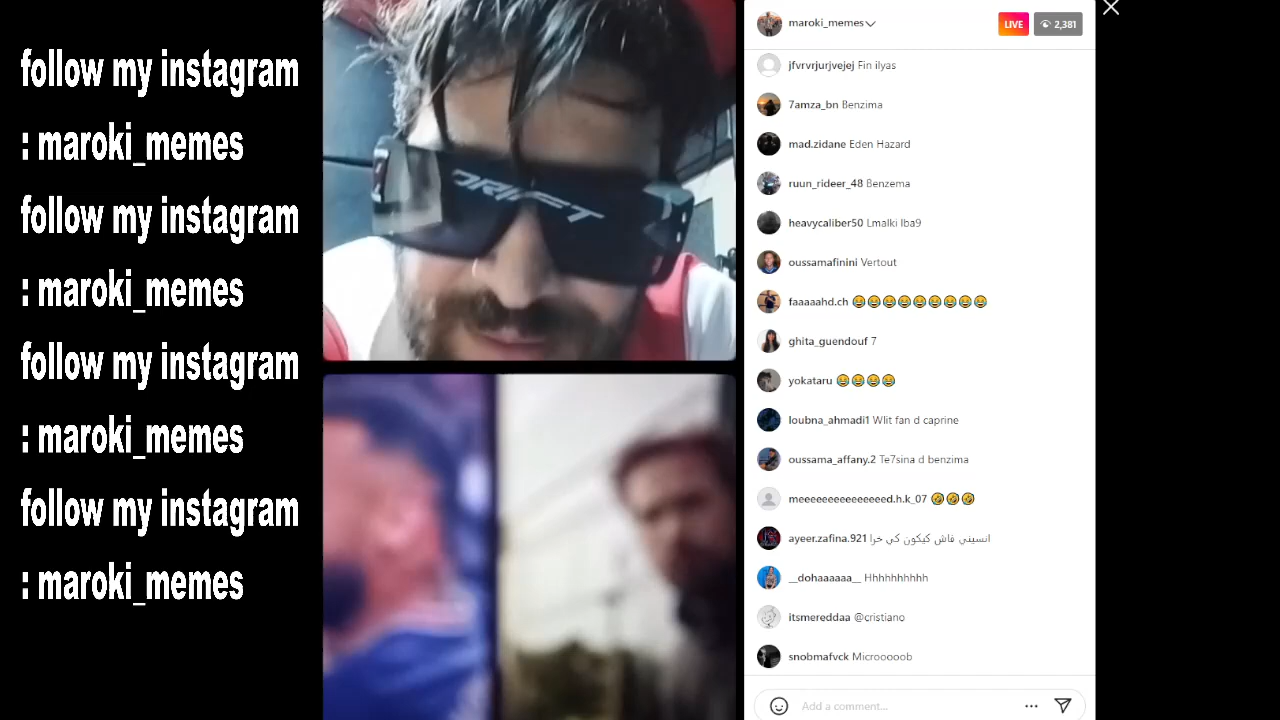 follow my instagram
: maroki_memes
follow my instagram
: maroki_memes
follow my instagram
: maroki_memes
follow my instagram
: maroki_memes
DRIFT
maroki_memes
LIVE
2,381
jfvrvrjurjvejej Fin ilyas
7amza_bn Benzima
mad.zidane Eden Hazard
ruun_rideer_48 Benzema
heavycaliber50 Lmalki lba9
oussamafinini Vertout
faaaaahd.ch 😂😂😂😂😂😂😂😂😂
ghita_guendouf 7
yokataru 😂😂😂😂
loubna_ahmadi1 Wlit fan d caprine
oussama_affany.2 Te7sina d benzima
meeeeeeeeeeeeeed.h.k_07 🤣🤣🤣
ayeer.zafina.921 انسيني فاش كيكون كي خرا
__dohaaaaaa__ Hhhhhhhhhh
itsmereddaa @cristiano
snobmafvck Microoooob
Add a comment...